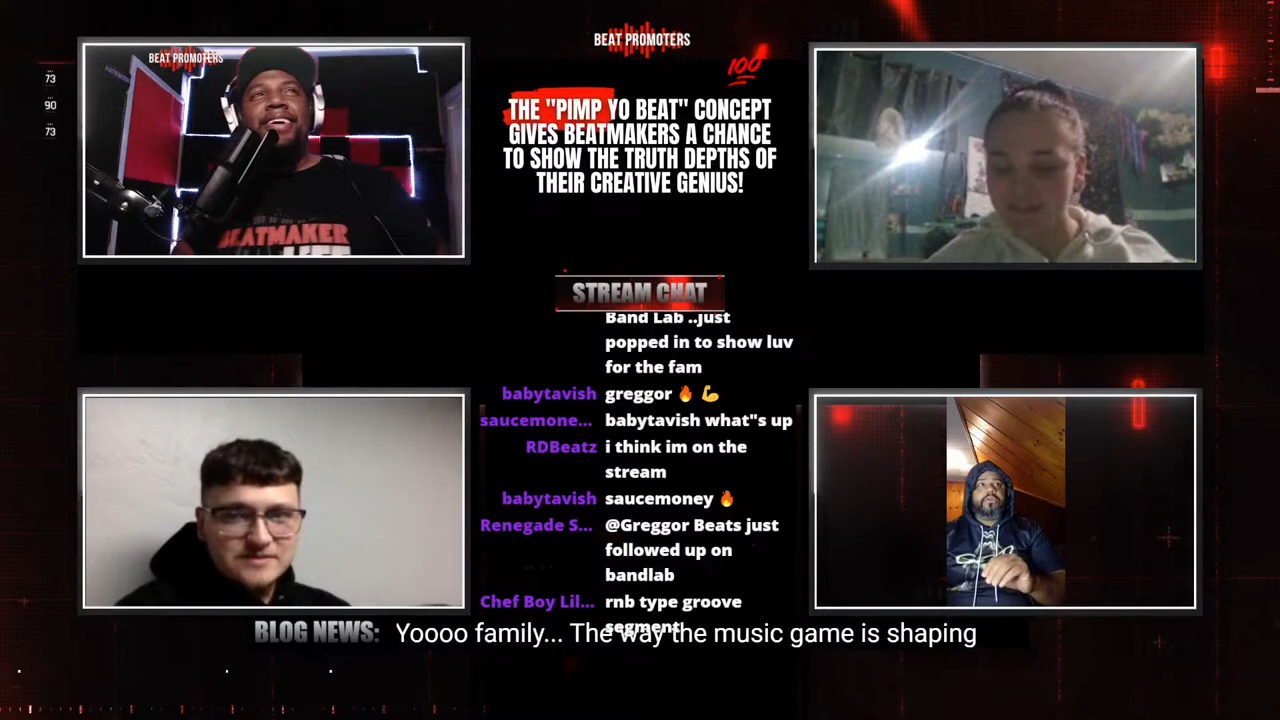 BEAT PROMOTERS
BEAT PROMOTERS
100
THE "PIMP YO BEAT" CONCEPT
GIVES BEATMAKERS A CHANCE
TO SHOW THE TRUTH DEPTHS OF
THEIR CREATIVE GENIUS!
73
90
73
BEATMAKER
STREAM CHAT
Band Lab ..just
popped in to show luv
for the fam
babytavish greggor 🔥 💪
saucemone... babytavish what"s up
RDBeatz i think im on the
stream
babytavish saucemoney 🔥
Renegade S... @Greggor Beats just
followed up on
bandlab
Chef Boy Lil... rnb type groove
segment
BLOG NEWS: Yoooo family... The way the music game is shaping